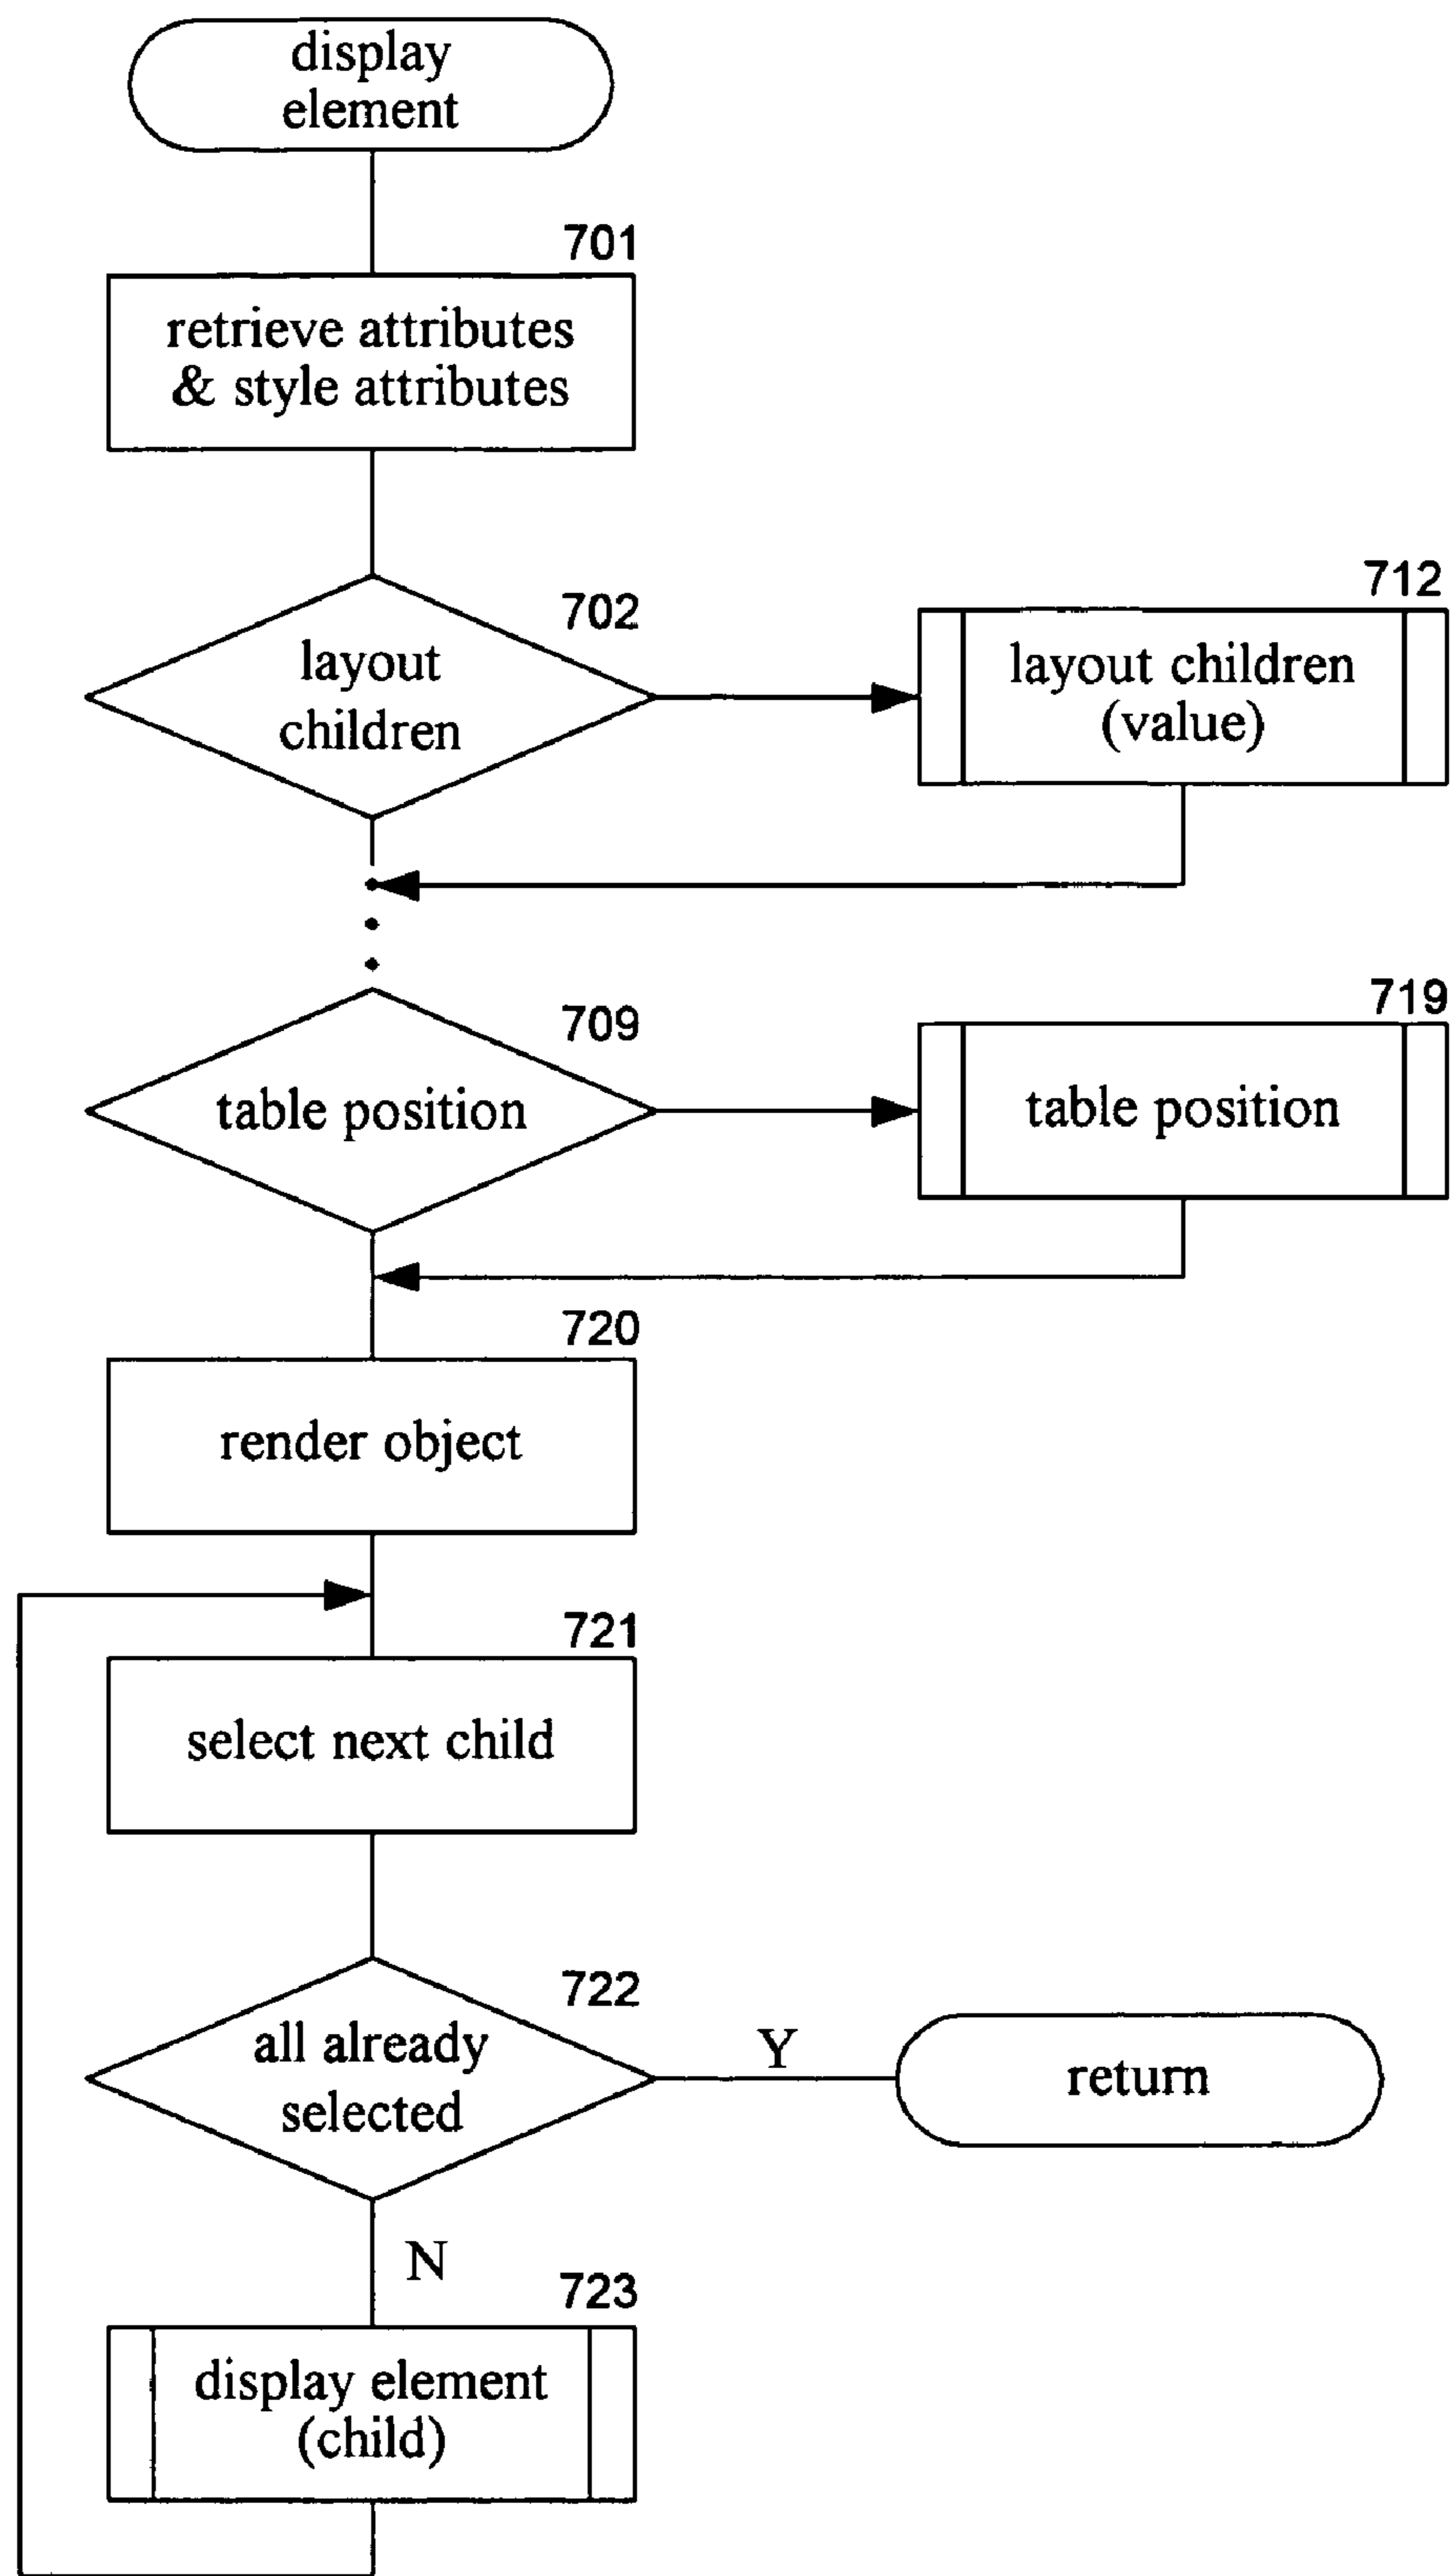 display
element
701
retrieve attributes
& style attributes
702
layout
children
712
layout children
(value)
709
table position
719
table position
720
render object
721
select next child
722
all already
selected
Y
return
N
723
display element
(child)